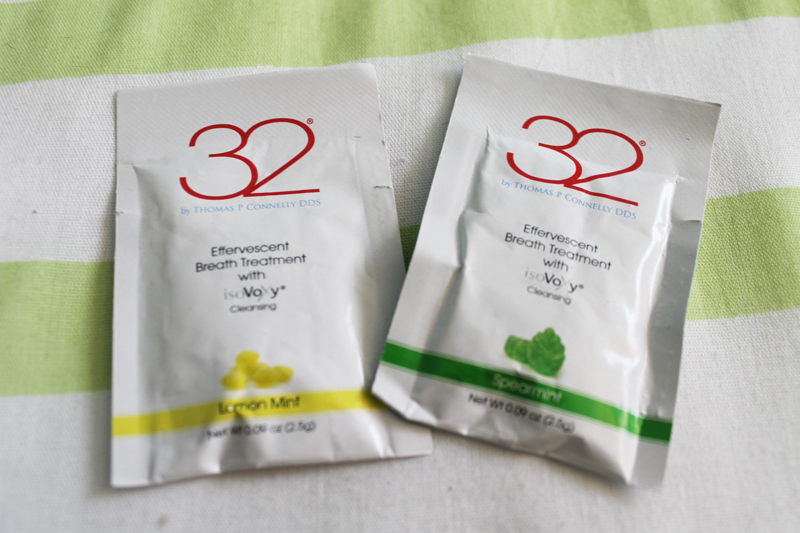 32®
by THOMAS P CONNELLY DDS
Effervescent
Breath Treatment
with
isoVoxy®
Cleansing
Lemon Mint
Net Wt 0.09 oz (2.5g)
32®
by THOMAS P CONNELLY DDS
Effervescent
Breath Treatment
with
isoVoxy®
Cleansing
Spearmint
Net Wt 0.09 oz (2.5g)